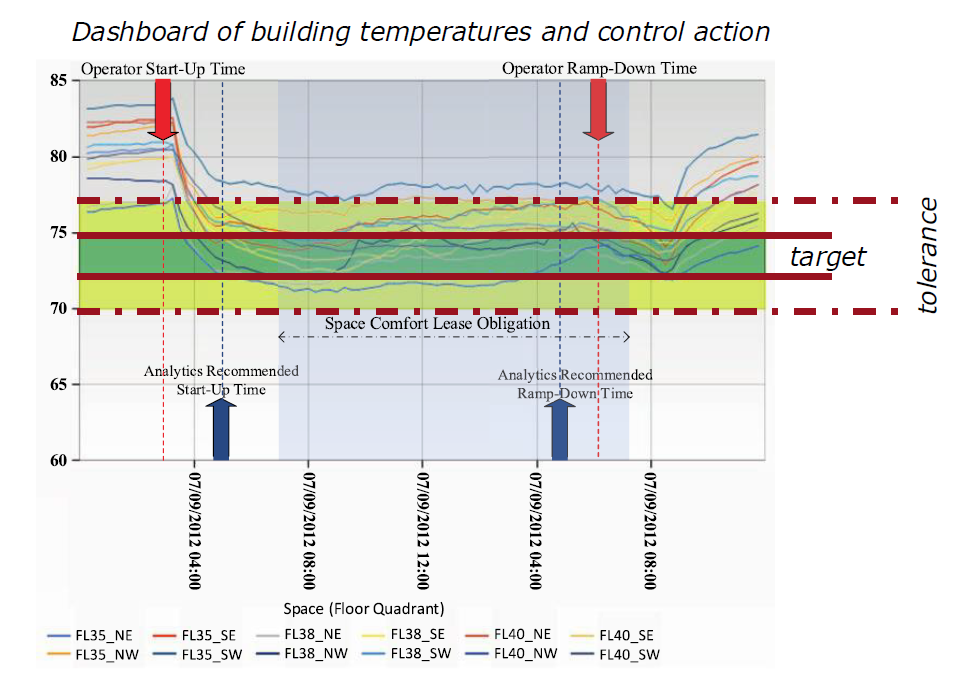 Dashboard of building temperatures and control action
Operator Start-Up Time
Operator Ramp-Down Time
85
80
75
70
65
60
target
tolerance
Space Comfort Lease Obligation
Analytics Recommended
Start-Up Time
Analytics Recommended
Ramp-Down Time
07/09/2012 04:00
07/09/2012 08:00
07/09/2012 12:00
07/09/2012 04:00
07/09/2012 08:00
Space (Floor Quadrant)
FL35_NE FL35_SE FL38_NE FL38_SE FL40_NE FL40_SE
FL35_NW FL35_SW FL38_NW FL38_SW FL40_NW FL40_SW